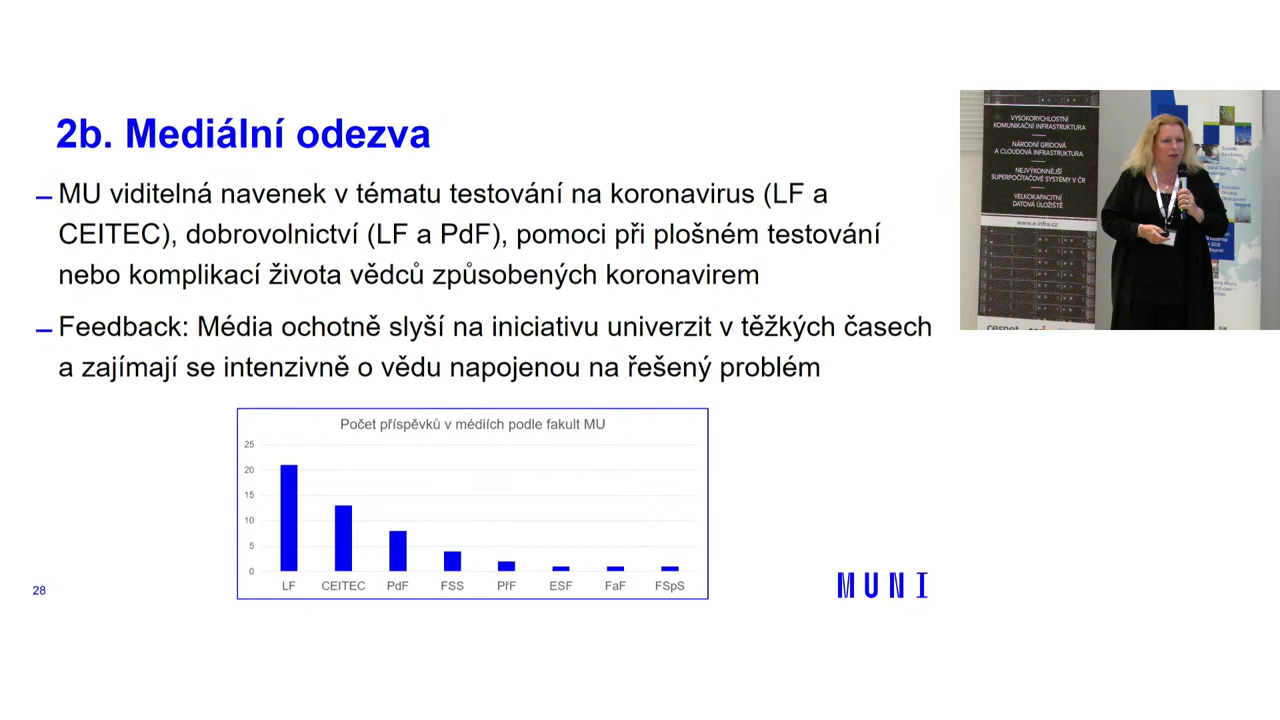 2b. Mediální odezva
– MU viditelná navenek v tématu testování na koronavirus (LF a
CEITEC), dobrovolnictví (LF a PdF), pomoci při plošném testování
nebo komplikací života vědců způsobených koronavirem
– Feedback: Média ochotně slyší na iniciativu univerzit v těžkých časech
a zajímají se intenzivně o vědu napojenou na řešený problém
Počet příspěvků v médiích podle fakult MU
25
20
15
10
5
0
LF CEITEC PdF FSS PřF ESF FaF FSpS
28
MUNI
VYSOKORYCHLOSTNÍ
KOMUNIKAČNÍ INFRASTRUKTURA
NÁRODNÍ GRIDOVÁ
A CLOUDOVÁ INFRASTRUKTURA
NEJVÝKONNĚJŠÍ
SUPERPOČÍTAČOVÉ SYSTÉMY V ČR
VELKOKAPACITNÍ
DATOVÁ ÚLOŽIŠTĚ
www.e-infra.cz
cesnet